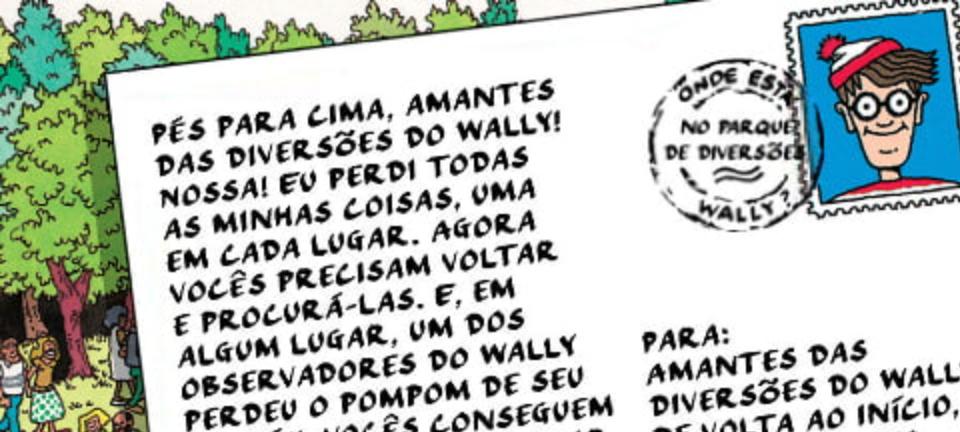 PÉS PARA CIMA, AMANTES
DAS DIVERSÕES DO WALLY!
NOSSA! EU PERDI TODAS
AS MINHAS COISAS, UMA
EM CADA LUGAR. AGORA
VOCÊS PRECISAM VOLTAR
E PROCURÁ-LAS. E, EM
ALGUM LUGAR, UM DOS
OBSERVADORES DO WALLY
PERDEU O POMPOM DE SEU
VOCÊS CONSEGUEM
ONDE ESTÁ
NO PARQUE
DE DIVERSÕES
WALLY?
PARA:
AMANTES DAS
DIVERSÕES DO WALL
DE VOLTA AO INÍCIO,